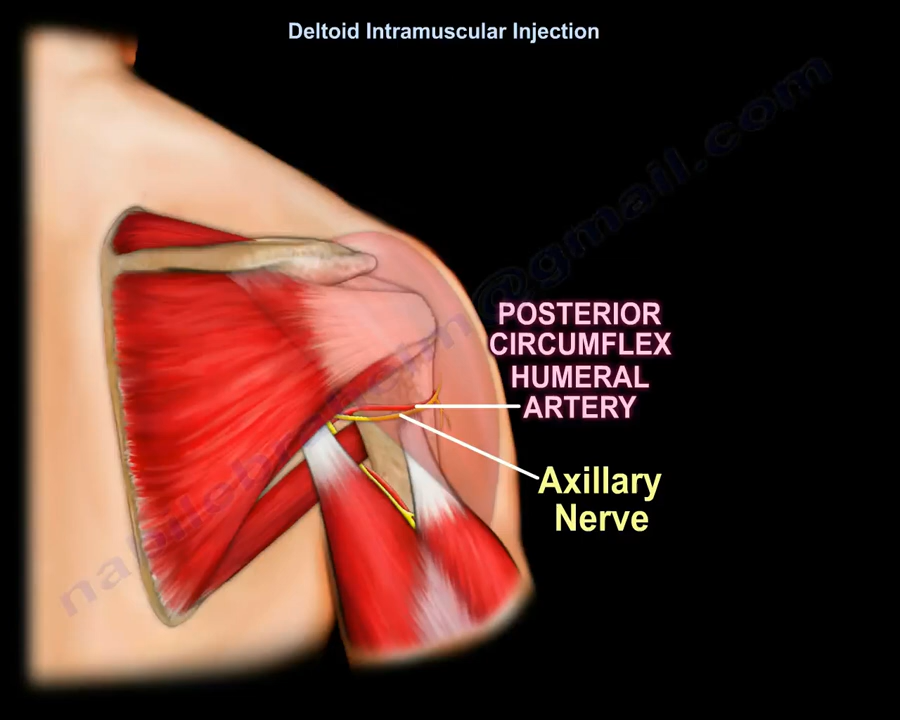 Deltoid Intramuscular Injection
POSTERIOR
CIRCUMFLEX
HUMERAL
ARTERY
Axillary
Nerve